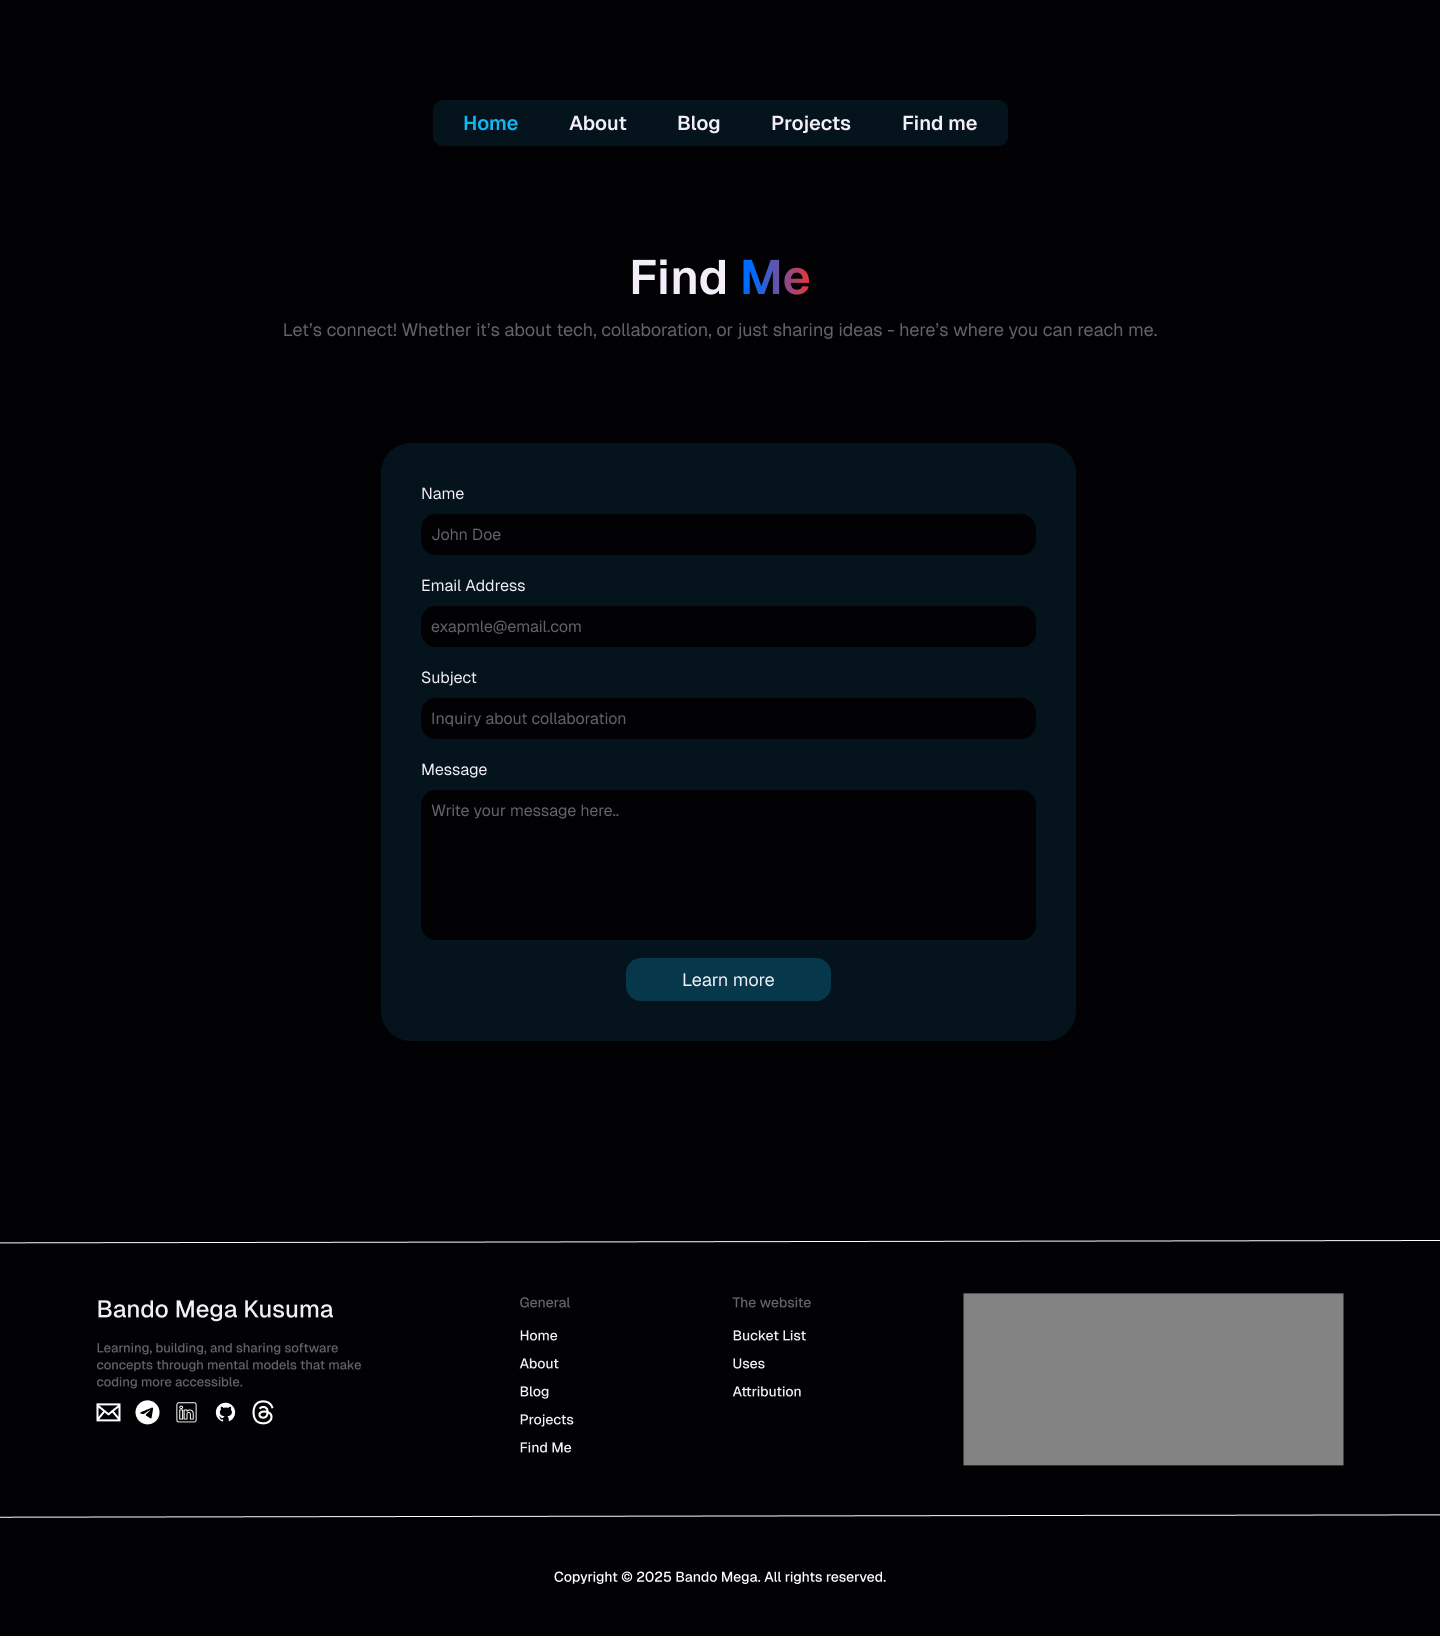 Home About Blog Projects Find me
Find Me
Let's connect! Whether it's about tech, collaboration, or just sharing ideas - here's where you can reach me.
Name
John Doe
Email Address
exapmle@email.com
Subject
Inquiry about collaboration
Message
Write your message here..
Learn more
Bando Mega Kusuma
Learning, building, and sharing software
concepts through mental models that make
coding more accessible.
General
Home
About
Blog
Projects
Find Me
The website
Bucket List
Uses
Attribution
Copyright © 2025 Bando Mega. All rights reserved.